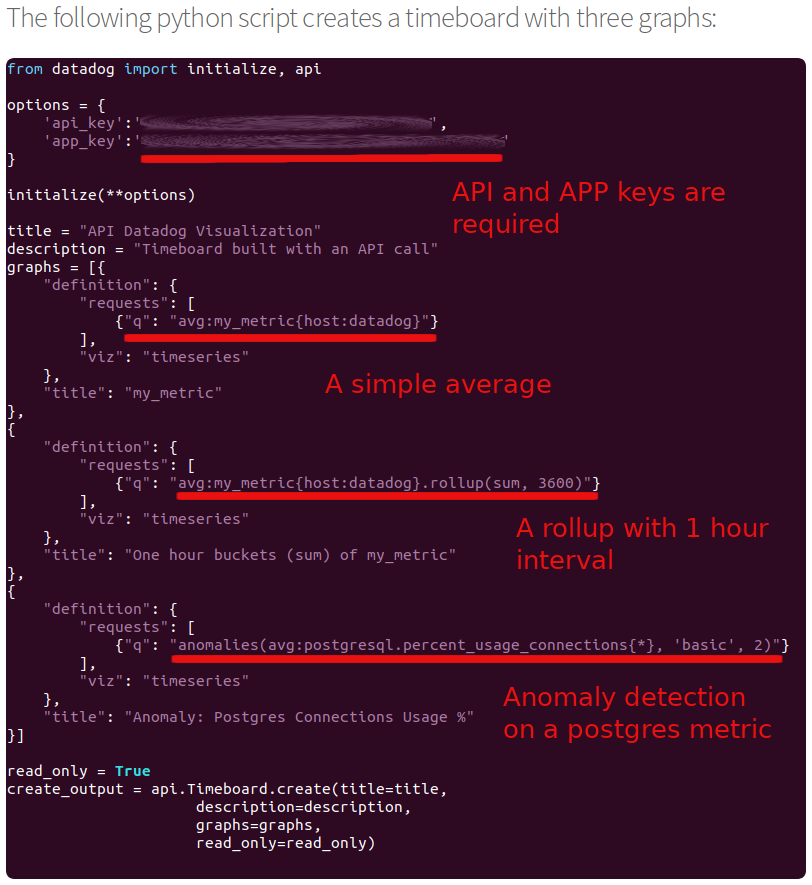 The following python script creates a timeboard with three graphs:
from datadog import initialize, api
options = {
    'api_key':'',
    'app_key':''
}
API and APP keys are
required
initialize(**options)
title = "API Datadog Visualization"
description = "Timeboard built with an API call"
graphs = [{
    "definition": {
        "requests": [
            {"q": "avg:my_metric{host:datadog}"}
        ],
        "viz": "timeseries"
    },
    "title": "my_metric"
A simple average
},
{
    "definition": {
        "requests": [
            {"q": "avg:my_metric{host:datadog}.rollup(sum, 3600)"}
        ],
        "viz": "timeseries"
    },
    "title": "One hour buckets (sum) of my_metric"
A rollup with 1 hour
interval
},
{
    "definition": {
        "requests": [
            {"q": "anomalies(avg:postgresql.percent_usage_connections{*}, 'basic', 2)"}
        ],
        "viz": "timeseries"
    },
    "title": "Anomaly: Postgres Connections Usage %"
Anomaly detection
on a postgres metric
}]
read_only = True
create_output = api.Timeboard.create(title=title,
                     description=description,
                     graphs=graphs,
                     read_only=read_only)